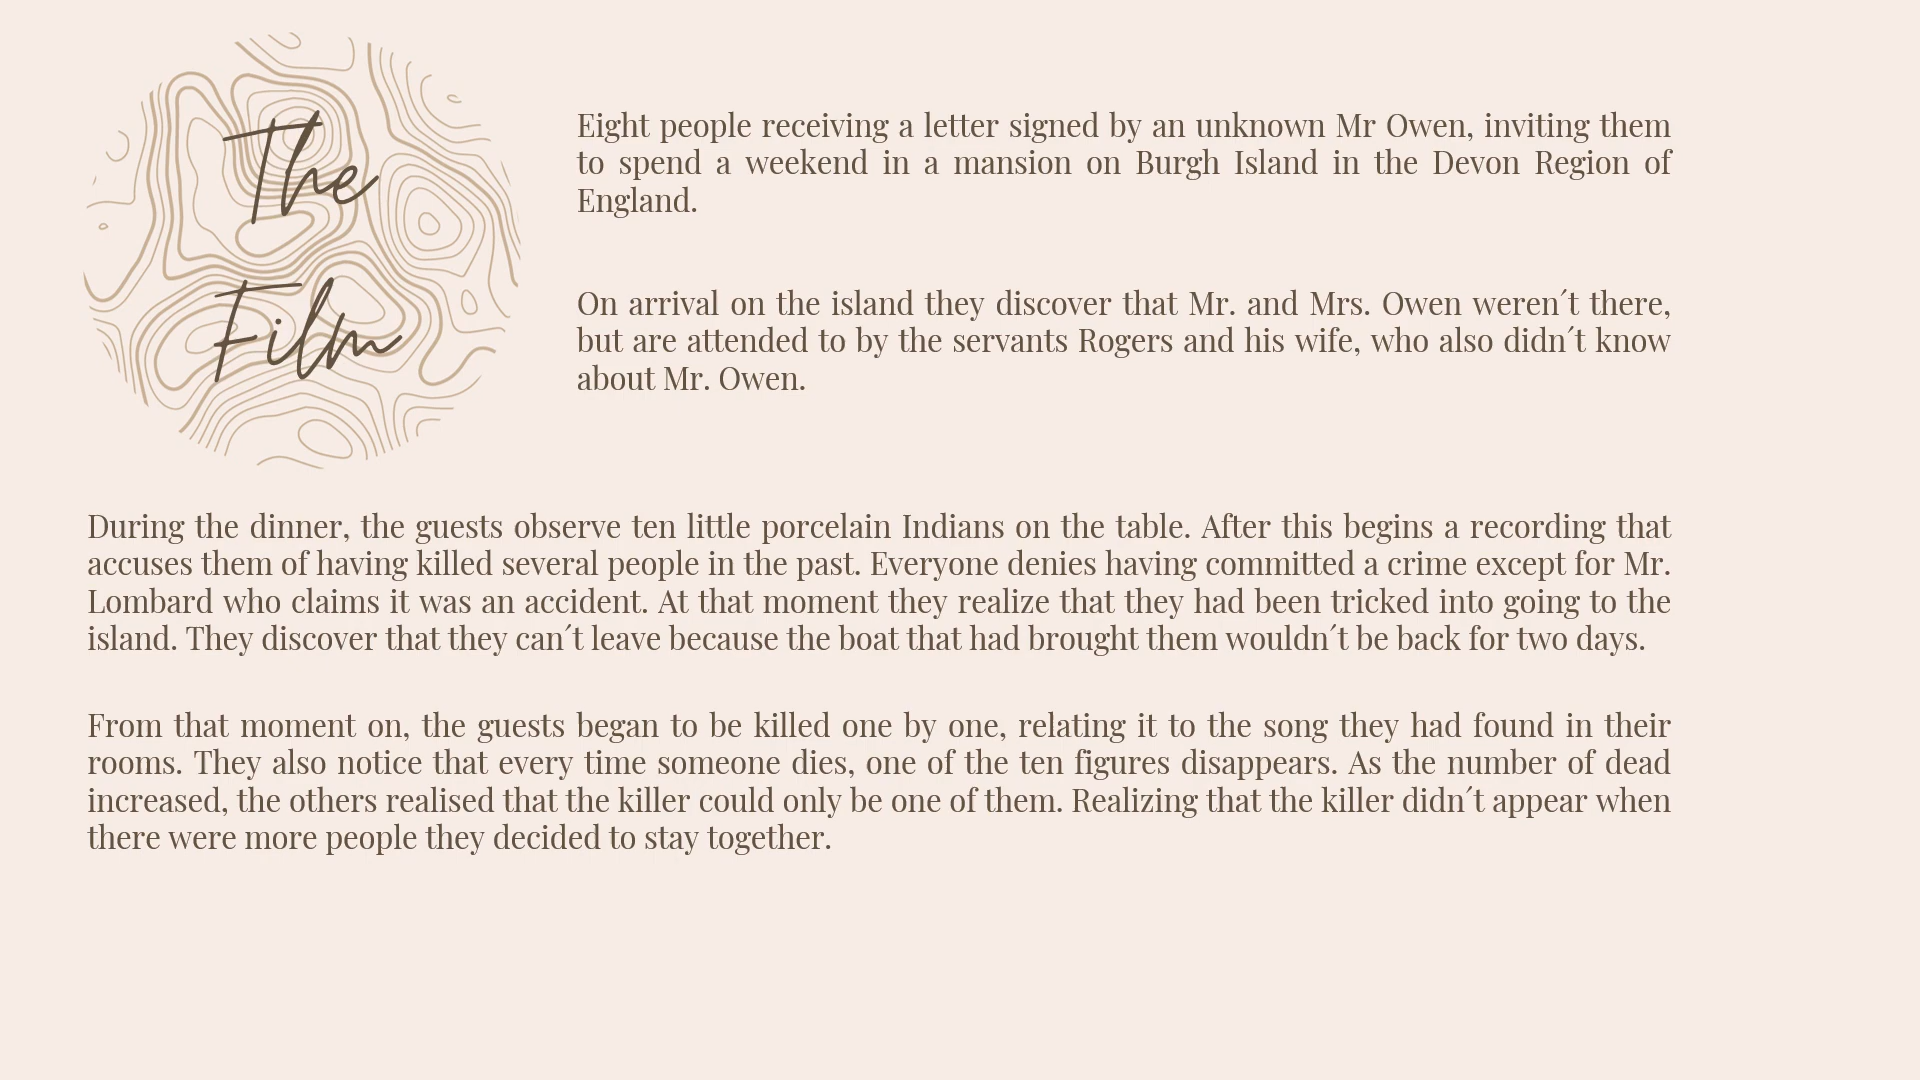 The
Film
Eight people receiving a letter signed by an unknown Mr Owen, inviting them
to spend a weekend in a mansion on Burgh Island in the Devon Region of
England.
On arrival on the island they discover that Mr. and Mrs. Owen weren´t there,
but are attended to by the servants Rogers and his wife, who also didn´t know
about Mr. Owen.
During the dinner, the guests observe ten little porcelain Indians on the table. After this begins a recording that
accuses them of having killed several people in the past. Everyone denies having committed a crime except for Mr.
Lombard who claims it was an accident. At that moment they realize that they had been tricked into going to the
island. They discover that they can´t leave because the boat that had brought them wouldn´t be back for two days.
From that moment on, the guests began to be killed one by one, relating it to the song they had found in their
rooms. They also notice that every time someone dies, one of the ten figures disappears. As the number of dead
increased, the others realised that the killer could only be one of them. Realizing that the killer didn´t appear when
there were more people they decided to stay together.